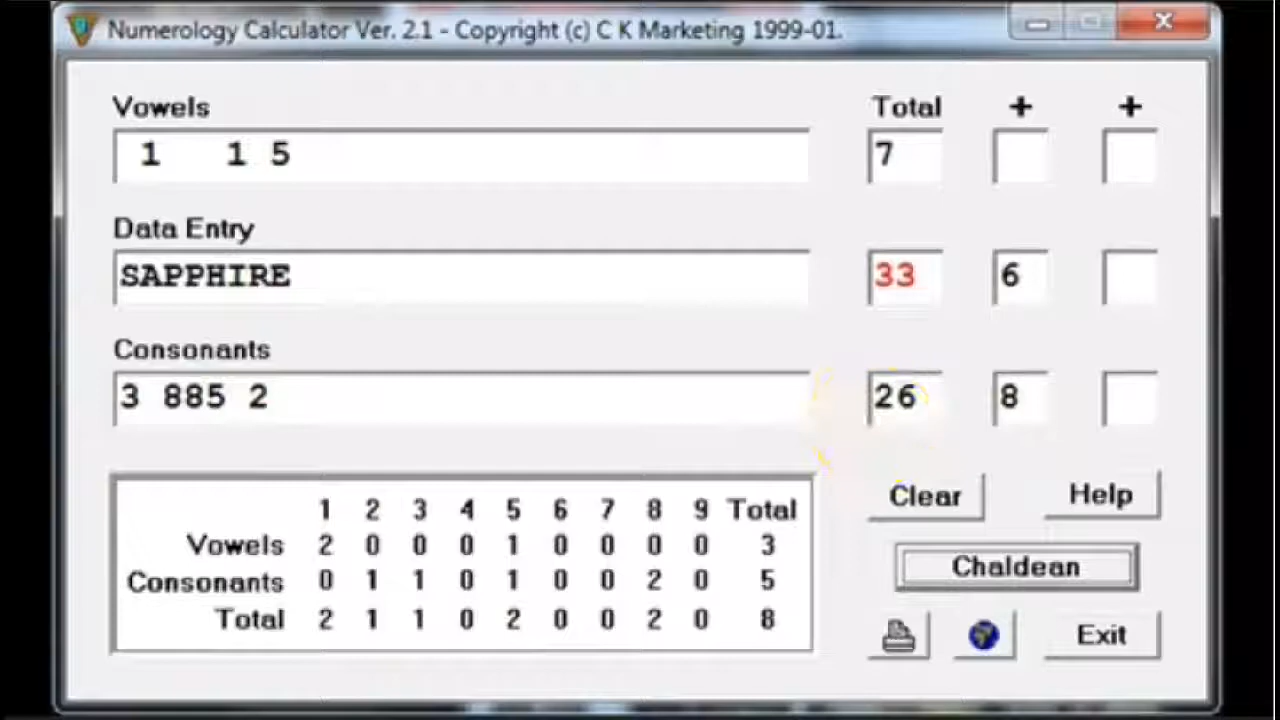 Numerology Calculator Ver. 2.1 - Copyright (c) C K Marketing 1999-01.
Vowels Total + +
1 1 5 7
Data Entry
SAPPHIRE 33 6
Consonants
3 885 2 26 8
1 2 3 4 5 6 7 8 9 Total
Vowels 2 0 0 0 1 0 0 0 0 3
Consonants 0 1 1 0 1 0 0 2 0 5
Total 2 1 1 0 2 0 0 2 0 8
Clear Help
Chaldean
Exit